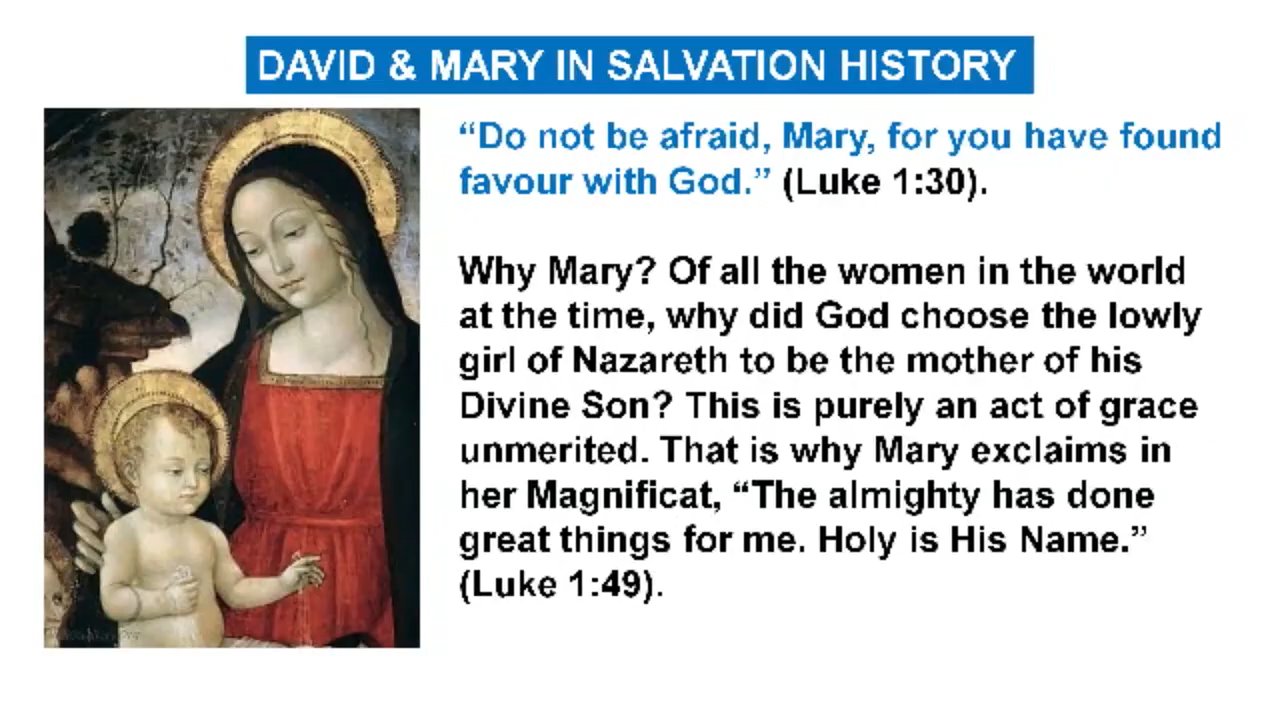 DAVID & MARY IN SALVATION HISTORY
“Do not be afraid, Mary, for you have found
favour with God.” (Luke 1:30).
Why Mary? Of all the women in the world
at the time, why did God choose the lowly
girl of Nazareth to be the mother of his
Divine Son? This is purely an act of grace
unmerited. That is why Mary exclaims in
her Magnificat, “The almighty has done
great things for me. Holy is His Name.”
(Luke 1:49).